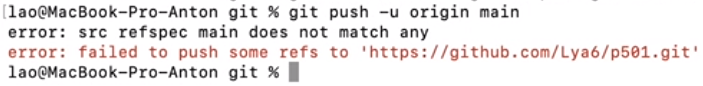 [lao@MacBook-Pro-Anton git % git push -u origin main
error: src refspec main does not match any
error: failed to push some refs to 'https://github.com/Lya6/p501.git'
lao@MacBook-Pro-Anton git %